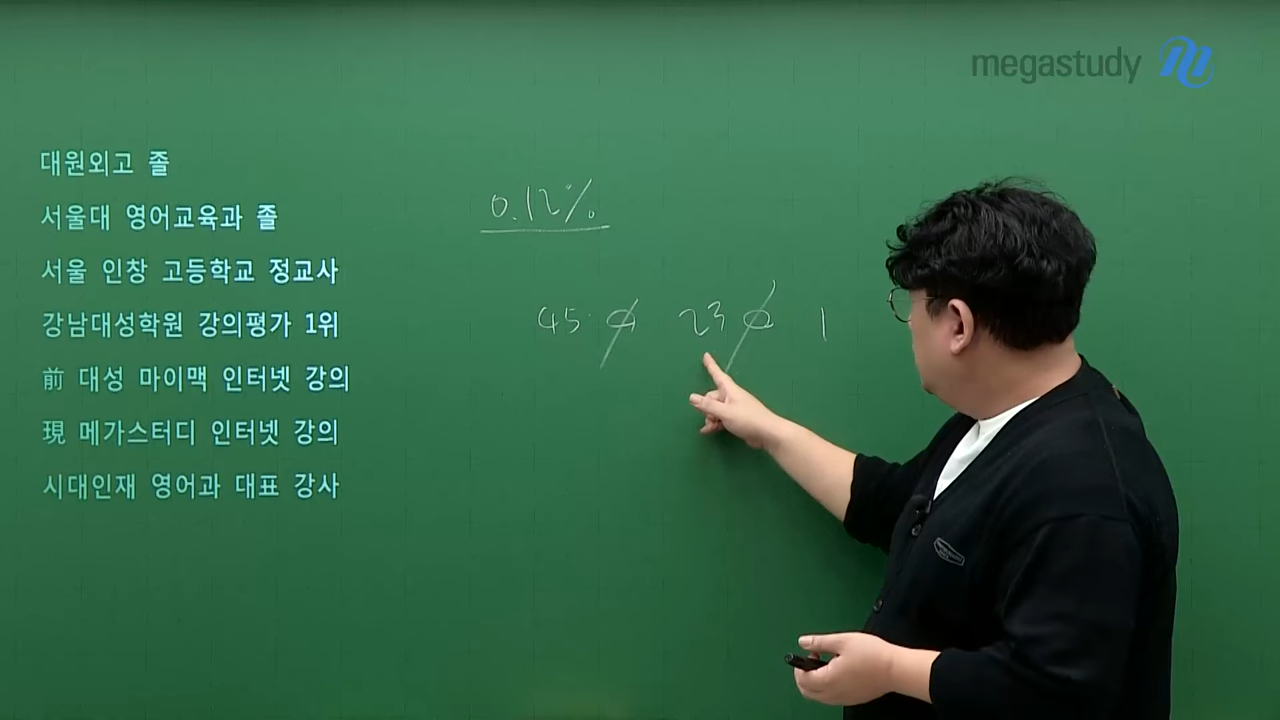 megastudy
대원외고 졸
서울대 영어교육과 졸
서울 인창 고등학교 정교사
강남대성학원 강의평가 1위
前 대성 마이맥 인터넷 강의
現 메가스터디 인터넷 강의
시대인재 영어과 대표 강사
0.12%
45 23 1